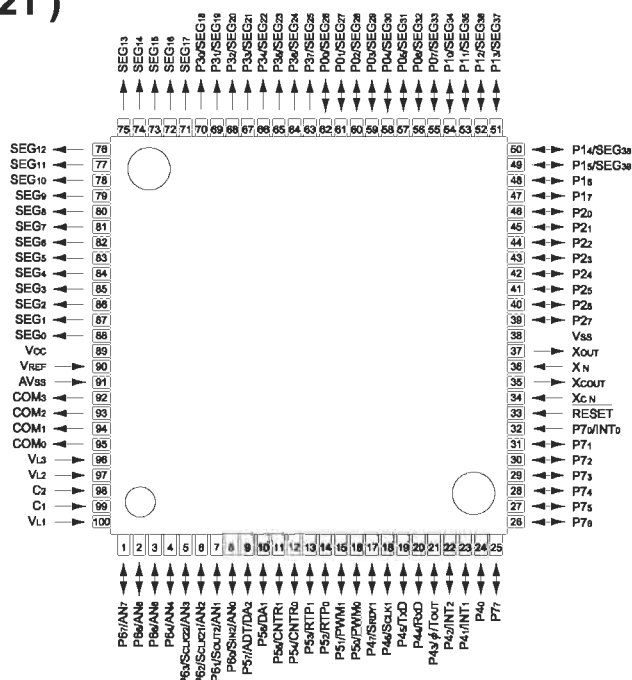 21 )
SEG13
SEG14
SEG15
SEG16
SEG17
P30/SEG18
P31/SEG19
P32/SEG20
P33/SEG21
P34/SEG22
P35/SEG23
P36/SEG24
P37/SEG25
P00/SEG26
P01/SEG27
P02/SEG28
P03/SEG29
P04/SEG30
P05/SEG31
P06/SEG32
P07/SEG33
P10/SEG34
P11/SEG35
P12/SEG36
P13/SEG37
75 74 73 72 71 70 69 68 67 66 65 64 63 62 61 60 59 58 57 56 55 54 53 52 51
SEG12 76
SEG11 77
SEG10 78
SEG9 79
SEG8 80
SEG7 81
SEG6 82
SEG5 83
SEG4 84
SEG3 85
SEG2 86
SEG1 87
SEG0 88
VCC 89
VREF 90
AVSS 91
COM3 92
COM2 93
COM1 94
COM0 95
VL3 96
VL2 97
C2 98
C1 99
VL1 100
50 P14/SEG38
49 P15/SEG39
48 P16
47 P17
46 P20
45 P21
44 P22
43 P23
42 P24
41 P25
40 P26
39 P27
38 VSS
37 XOUT
36 XIN
35 XCOUT
34 XCIN
33 RESET
32 P70/INT0
31 P71
30 P72
29 P73
28 P74
27 P75
26 P76
1 2 3 4 5 6 7 8 9 10 11 12 13 14 15 16 17 18 19 20 21 22 23 24 25
P67/AN7
P66/AN6
P65/AN5
P64/AN4
P63/SCLK22/AN3
P62/SCLK21/AN2
P61/SOUT2/AN1
P60/SIN2/AN0
P57/ADT/DA2
P56/DA1
P55/CNTR1
P54/CNTR0
P53/RTP1
P52/RTP0
P51/PWM1
P50/PWM0
P47/SRDY1
P46/SCLK1
P45/TxD
P44/RxD
P43/ϕ/TOUT
P42/INT2
P41/INT1
P40
P77